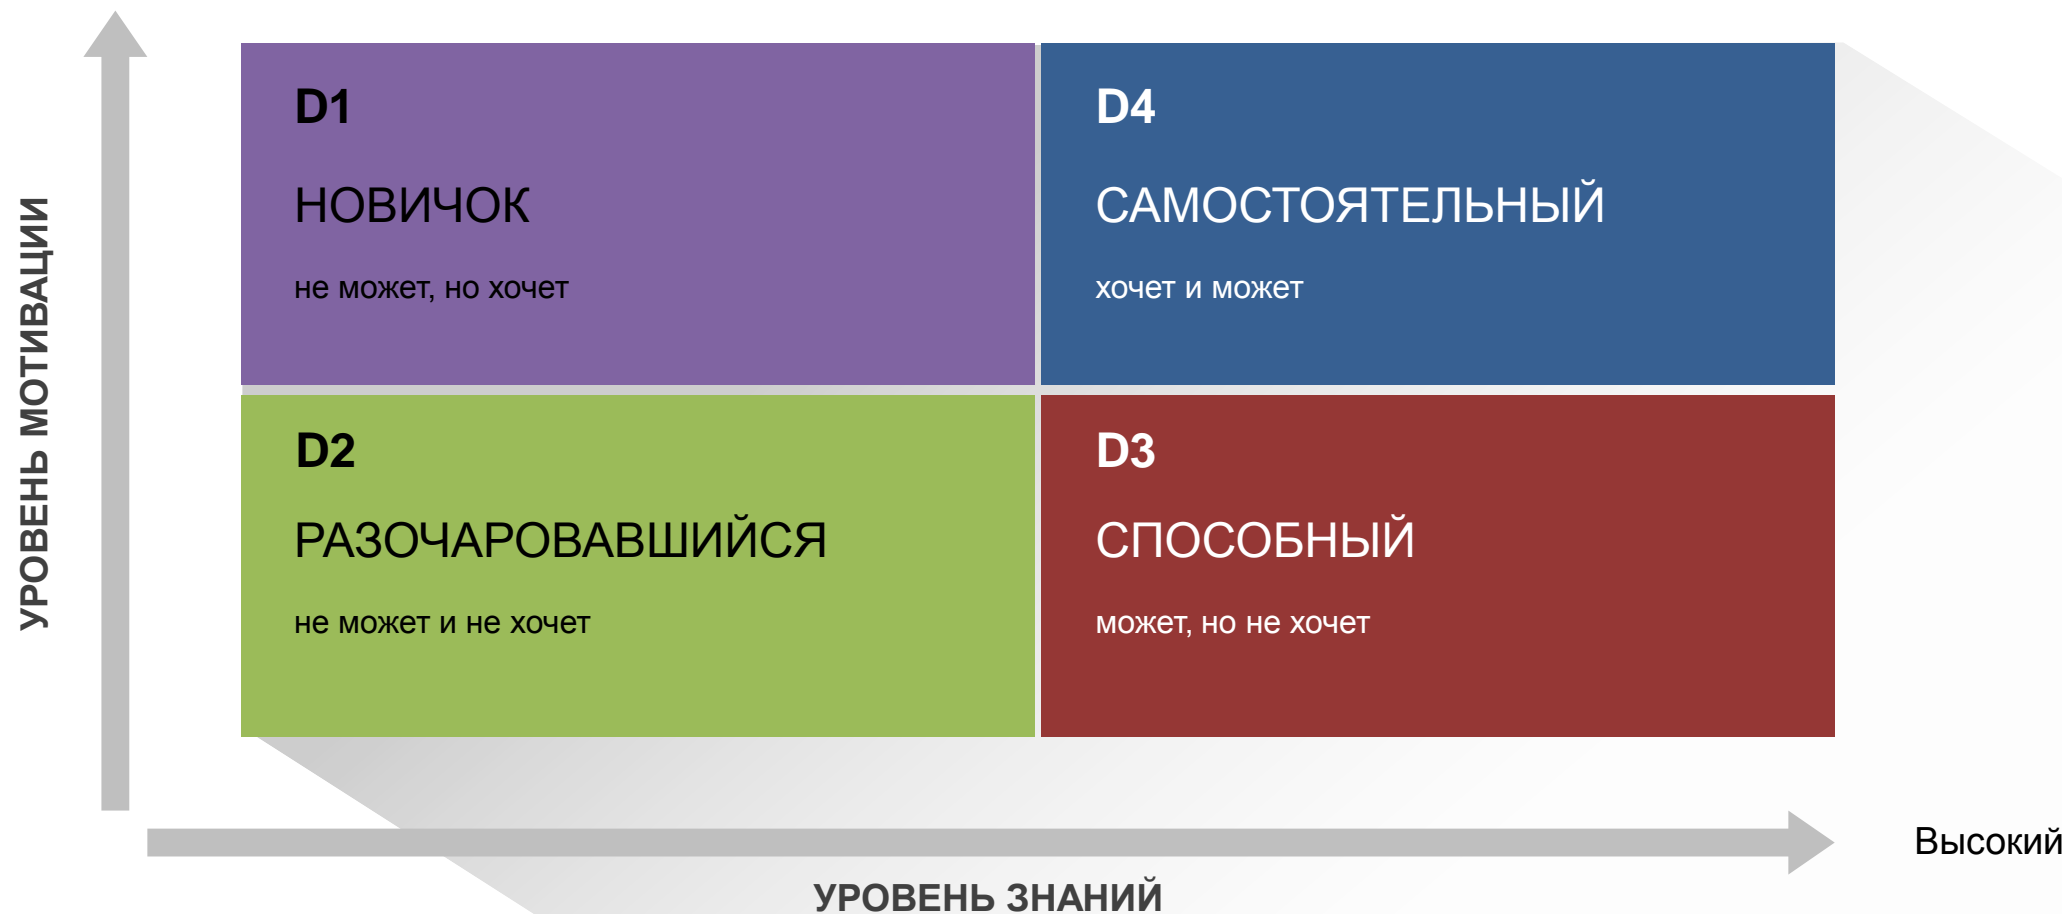 УРОВЕНЬ МОТИВАЦИИ
D1
НОВИЧОК
не может, но хочет
D4
САМОСТОЯТЕЛЬНЫЙ
хочет и может
D2
РАЗОЧАРОВАВШИЙСЯ
не может и не хочет
D3
СПОСОБНЫЙ
может, но не хочет
Высокий
УРОВЕНЬ ЗНАНИЙ